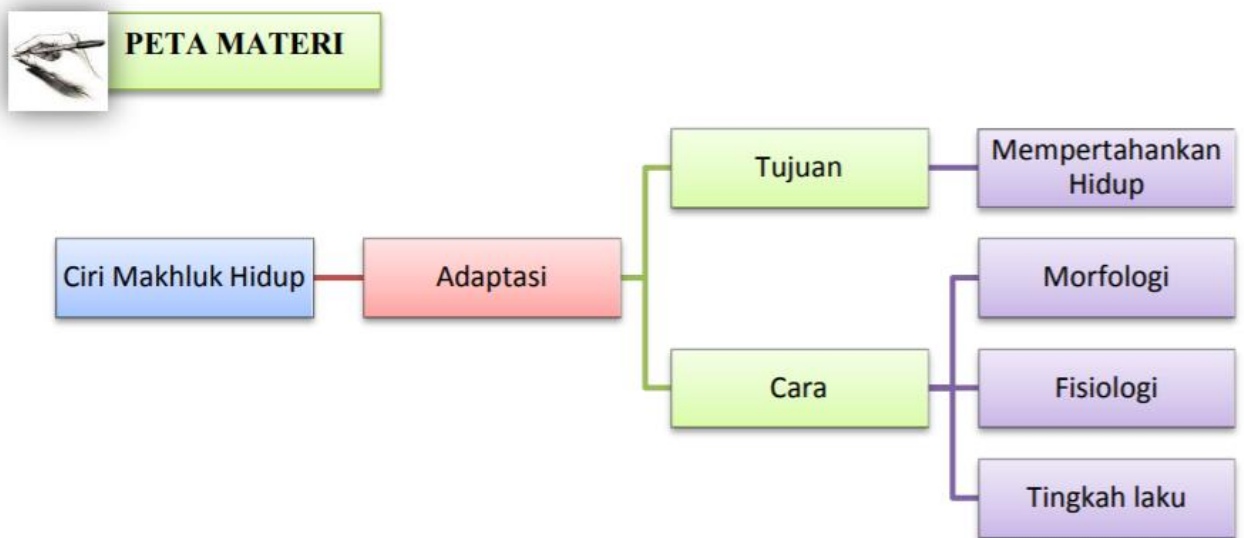 PETA MATERI
Ciri Makhluk Hidup
Adaptasi
Tujuan
Mempertahankan
Hidup
Cara
Morfologi
Fisiologi
Tingkah laku